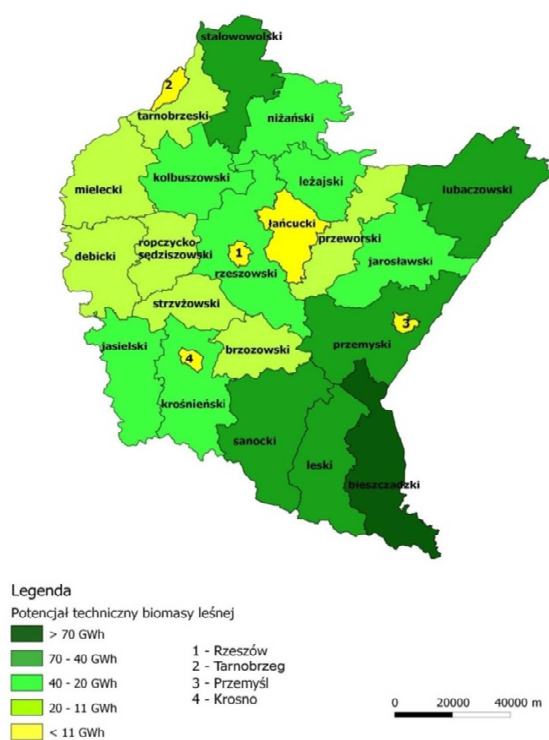 stalowowolski
2
tarnobrzeski
niżański
mielecki
kolbuszowski
leżajski
lubaczowski
łańcucki
ropczycko
sędziszowski
debicki
przeworski
1
rzeszowski
jarosławski
strzyżowski
3
jasielski
brzozowski
przemyski
4
krośnieński
sanocki
leski
bieszczadzki
Legenda
Potencjał techniczny biomasy leśnej
> 70 GWh
70 - 40 GWh
40 - 20 GWh
20 - 11 GWh
< 11 GWh
1 - Rzeszów
2 - Tarnobrzeg
3 - Przemyśl
4 - Krosno
0 20000 40000 m